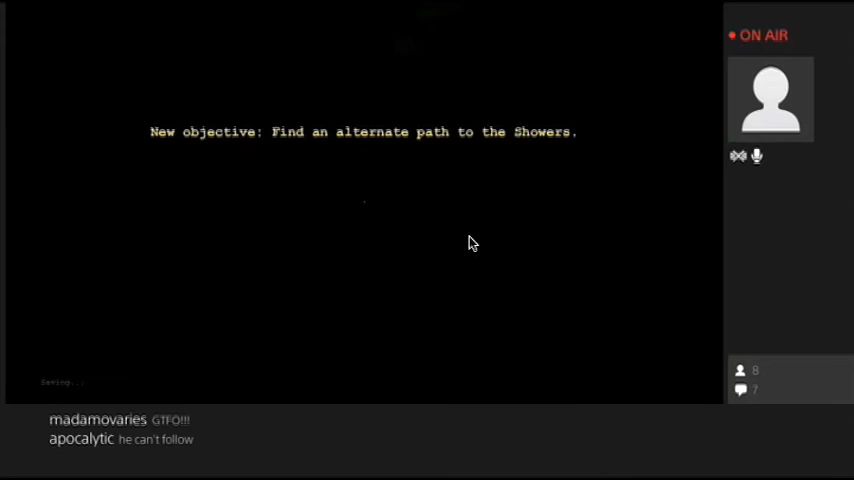 ON AIR
New objective: Find an alternate path to the Showers.
8
Saving...
7
madamovaries GTFO!!!
apocalytic he can't follow